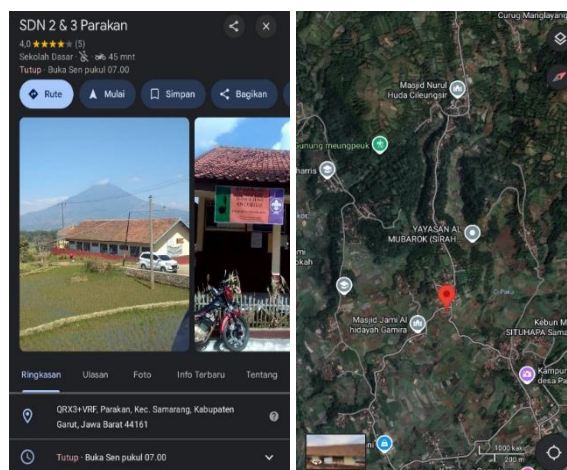 SDN 2 & 3 Parakan
4,0 ★★★★★ (5)
Sekolah Dasar · 45 mnt
Tutup · Buka Sen pukul 07.00
Rute
Mulai
Simpan
Bagikan
Ringkasan
Ulasan
Foto
Info Terbaru
Tentang
QRX3+VRF, Parakan, Kec. Samarang, Kabupaten
Garut, Jawa Barat 44161
Tutup · Buka Sen pukul 07.00
Curug Manglayang
Masjid Nurul
Huda Cileungsir
Gunung meungpeuk
harris
YAYASAN AL
MUBAROK (SIRAH
Masjid Jami Al
hidayah Gamira
Kebun M
SITUHAPA Sama
Kampun
desa Pa
1000 kaki
200 m